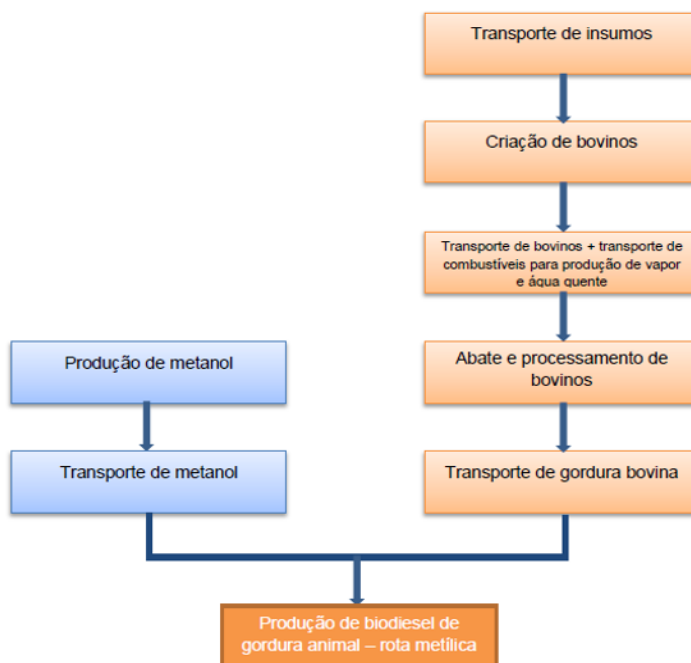 Transporte de insumos
Criação de bovinos
Transporte de bovinos + transporte de
combustíveis para produção de vapor
e água quente
Produção de metanol
Abate e processamento de
bovinos
Transporte de metanol
Transporte de gordura bovina
Produção de biodiesel de
gordura animal – rota metílica